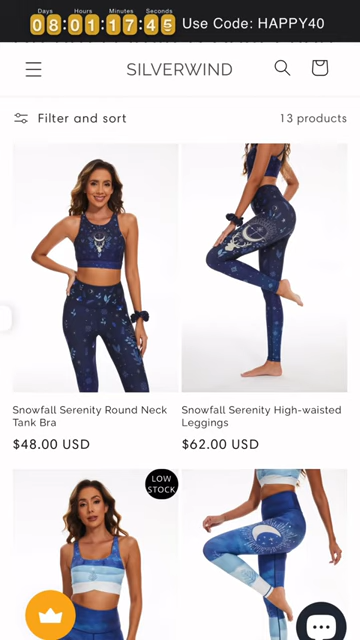 Days Hours Minutes Seconds
08:01:17:45 Use Code: HAPPY40
SILVERWIND
Filter and sort
13 products
Snowfall Serenity Round Neck
Tank Bra
$48.00 USD
Snowfall Serenity High-waisted
Leggings
$62.00 USD
LOW
STOCK